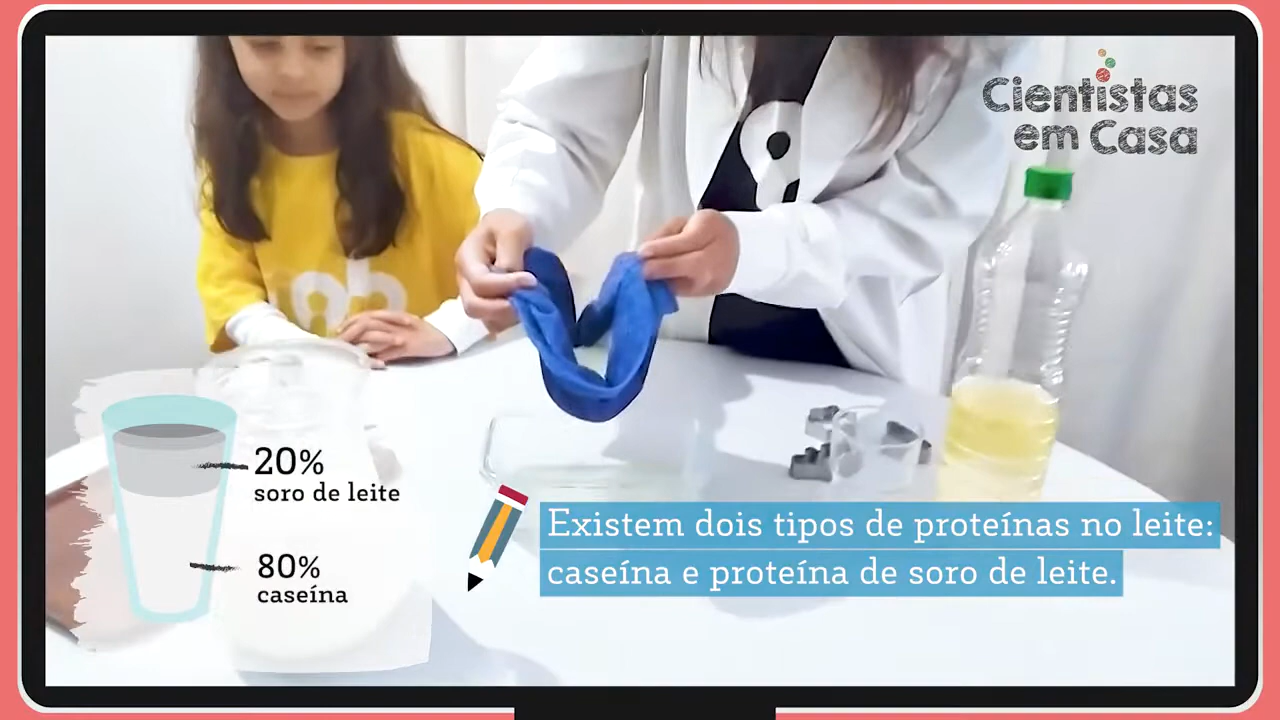 Cientistas
em Casa
20%
soro de leite
80%
caseína
Existem dois tipos de proteínas no leite:
caseína e proteína de soro de leite.